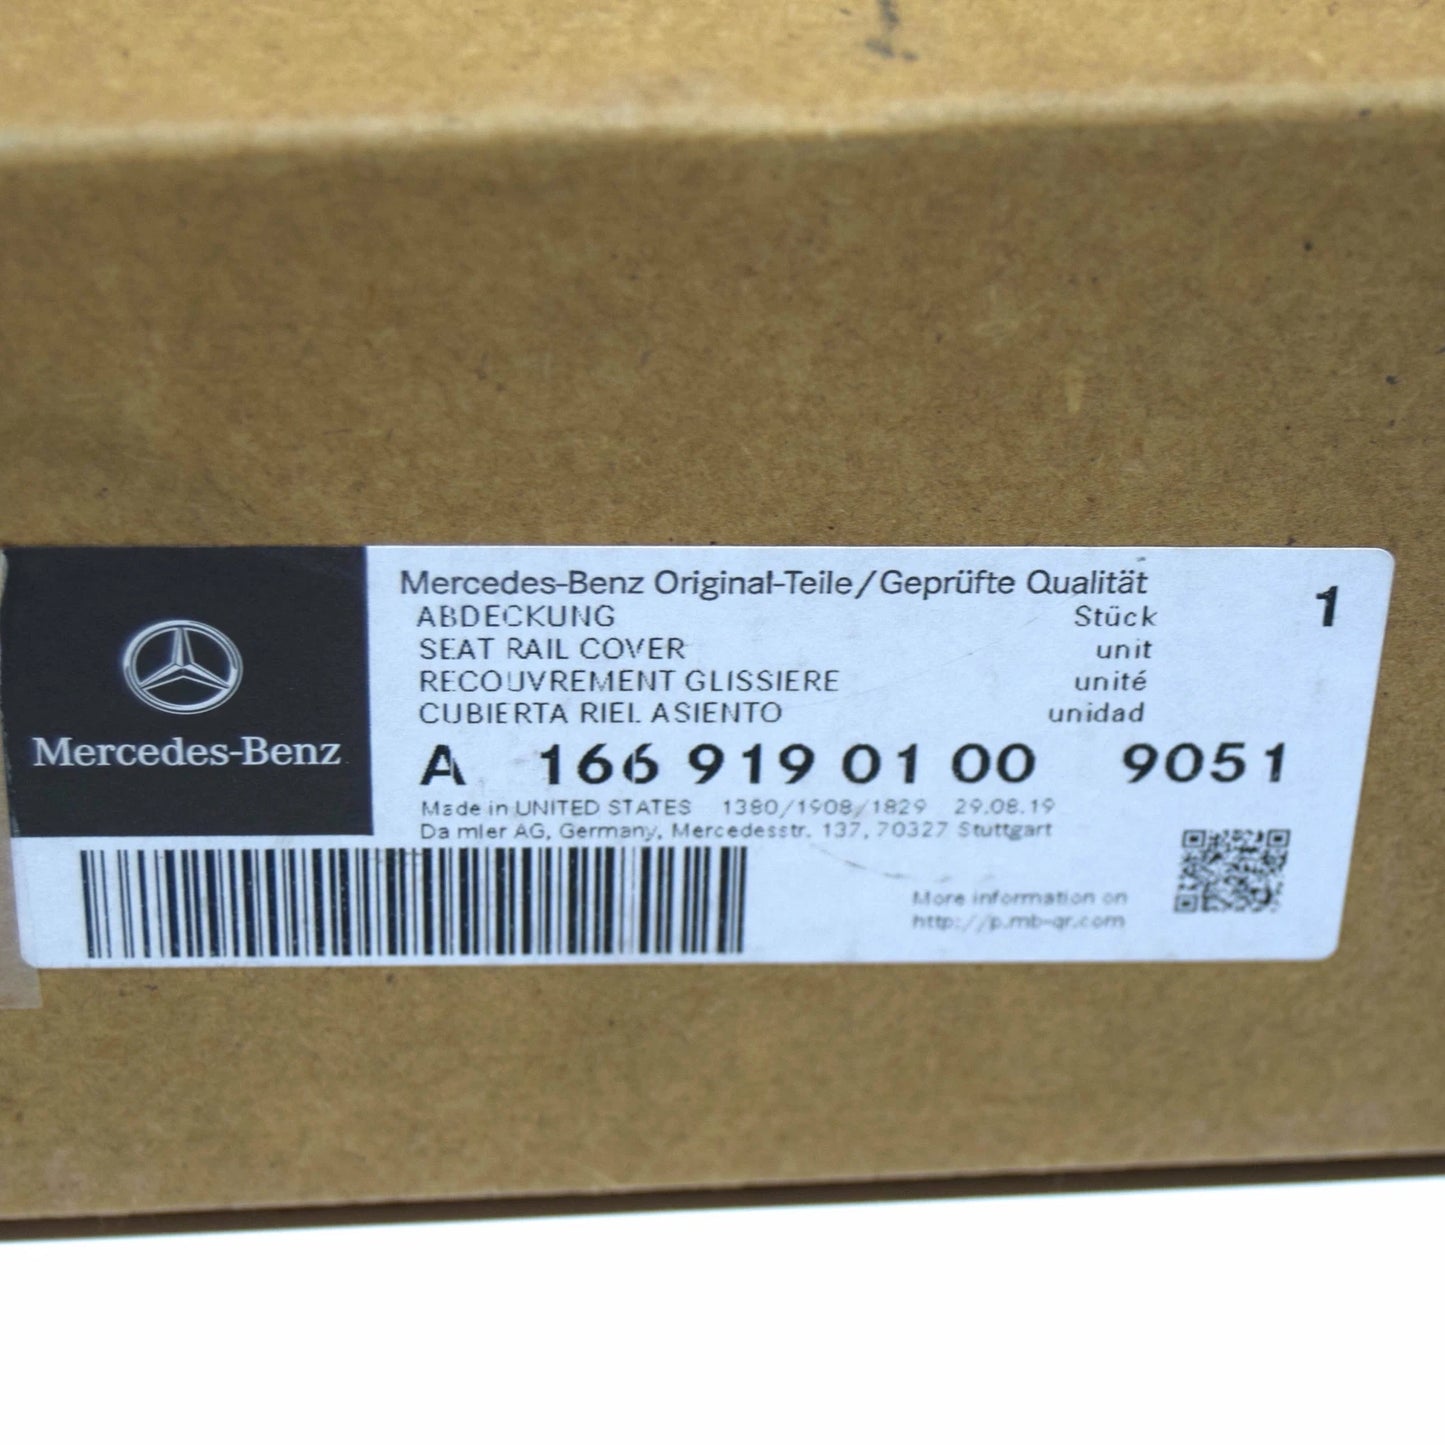 Mercedes-Benz
Mercedes-Benz Original-Teile/Geprüfte Qualität
ABDECKUNG Stück 1
SEAT RAIL COVER unit
RECOUVREMENT GLISSIERE unité
CUBIERTA RIEL ASIENTO unidad
A 166 919 01 00 9051
Made in UNITED STATES 1380/1908/1829 29.08.19
Daimler AG, Germany, Mercedesstr. 137, 70327 Stuttgart
More information on
http://p.mb-qr.com